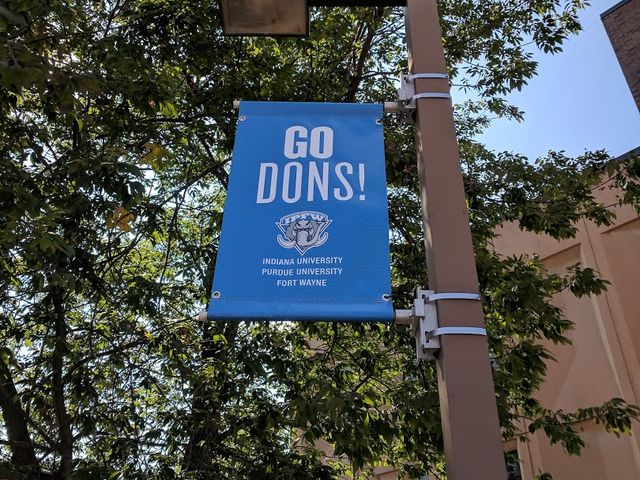 GO
DONS!
IPFW
INDIANA UNIVERSITY
PURDUE UNIVERSITY
FORT WAYNE